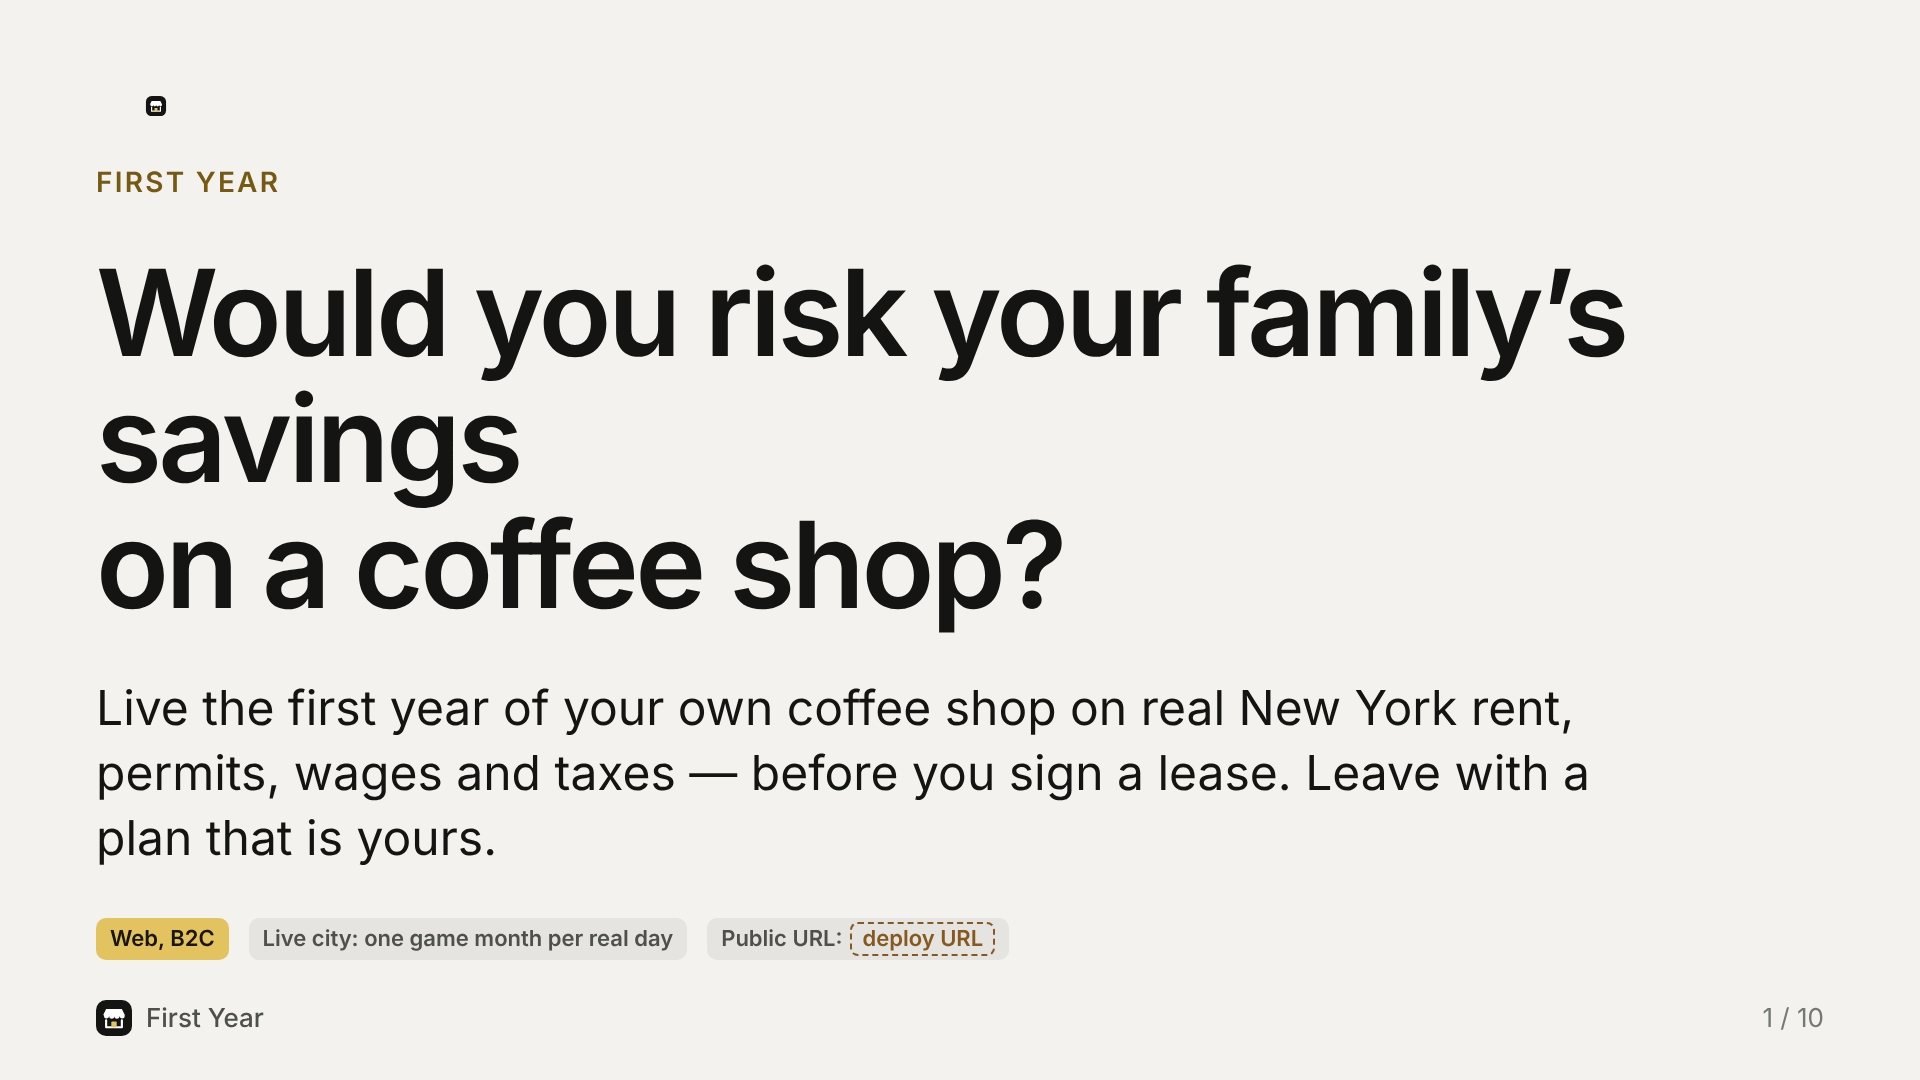 FIRST YEAR
Would you risk your family’s
savings
on a coffee shop?
Live the first year of your own coffee shop on real New York rent,
permits, wages and taxes — before you sign a lease. Leave with a
plan that is yours.
Web, B2C
Live city: one game month per real day
Public URL: deploy URL
First Year
1 / 10